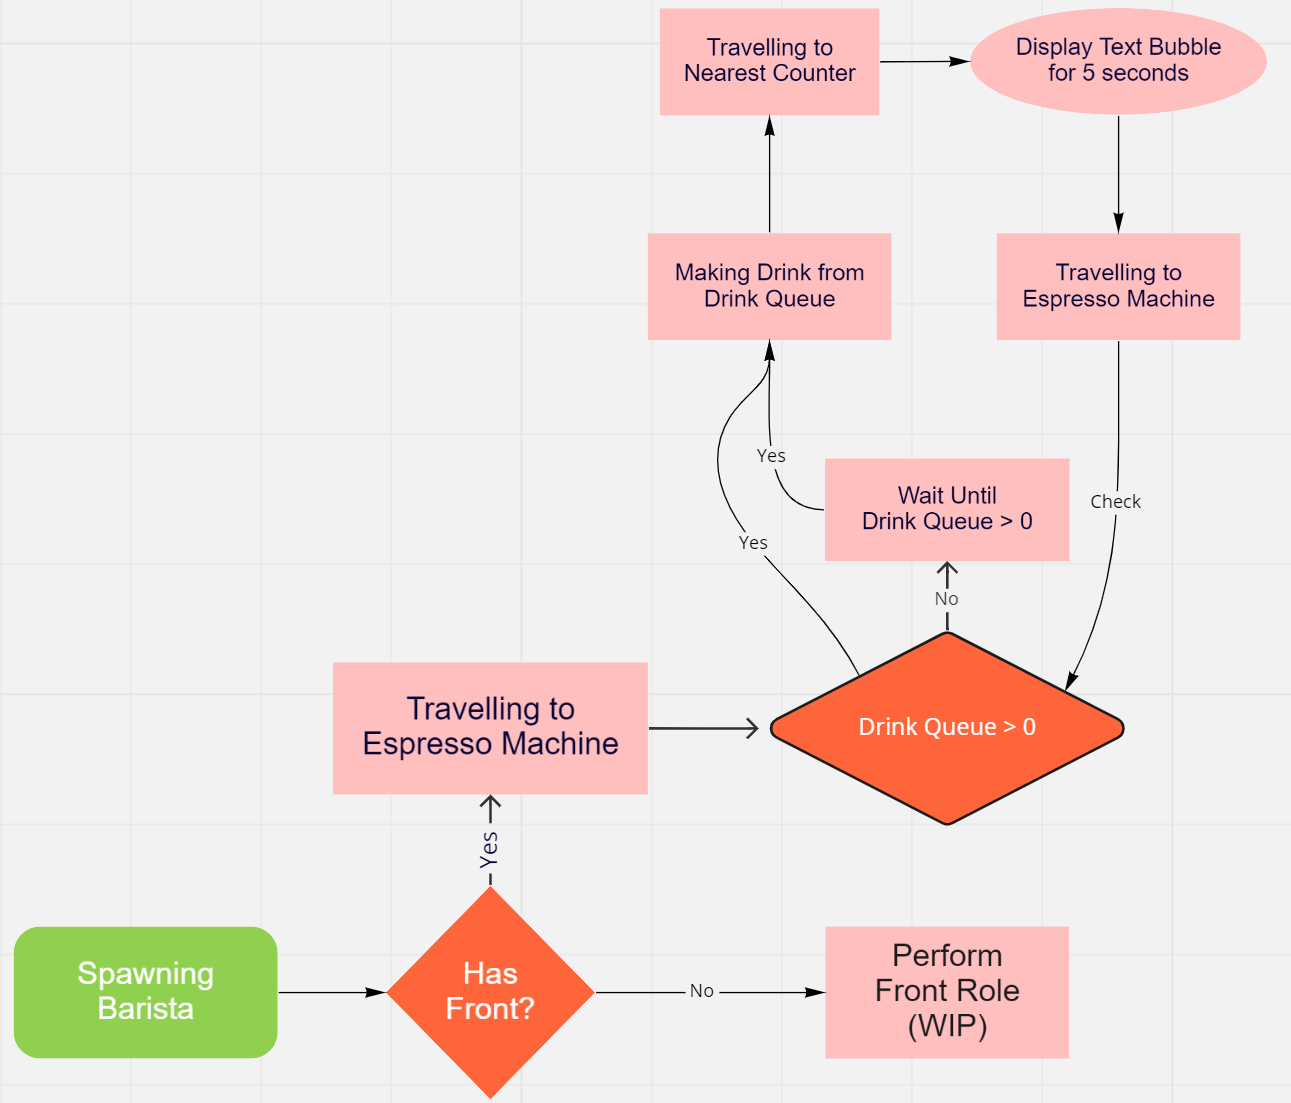 Travelling to
Nearest Counter
Display Text Bubble
for 5 seconds
Making Drink from
Drink Queue
Travelling to
Espresso Machine
Yes
Wait Until
Drink Queue > 0
Check
Yes
No
Travelling to
Espresso Machine
Drink Queue > 0
Yes
Spawning
Barista
Has
Front?
No
Perform
Front Role
(WIP)